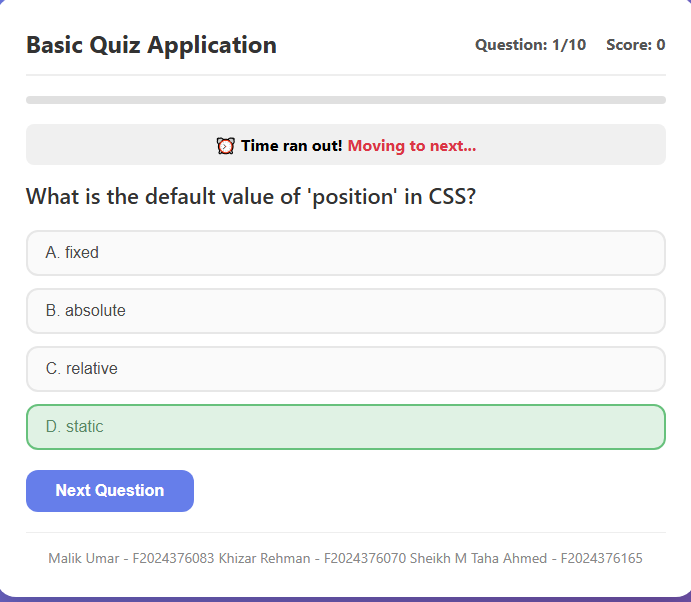 Basic Quiz Application
Question: 1/10 Score: 0
⏰ Time ran out! Moving to next...
What is the default value of 'position' in CSS?
A. fixed
B. absolute
C. relative
D. static
Next Question
Malik Umar - F2024376083 Khizar Rehman - F2024376070 Sheikh M Taha Ahmed - F2024376165